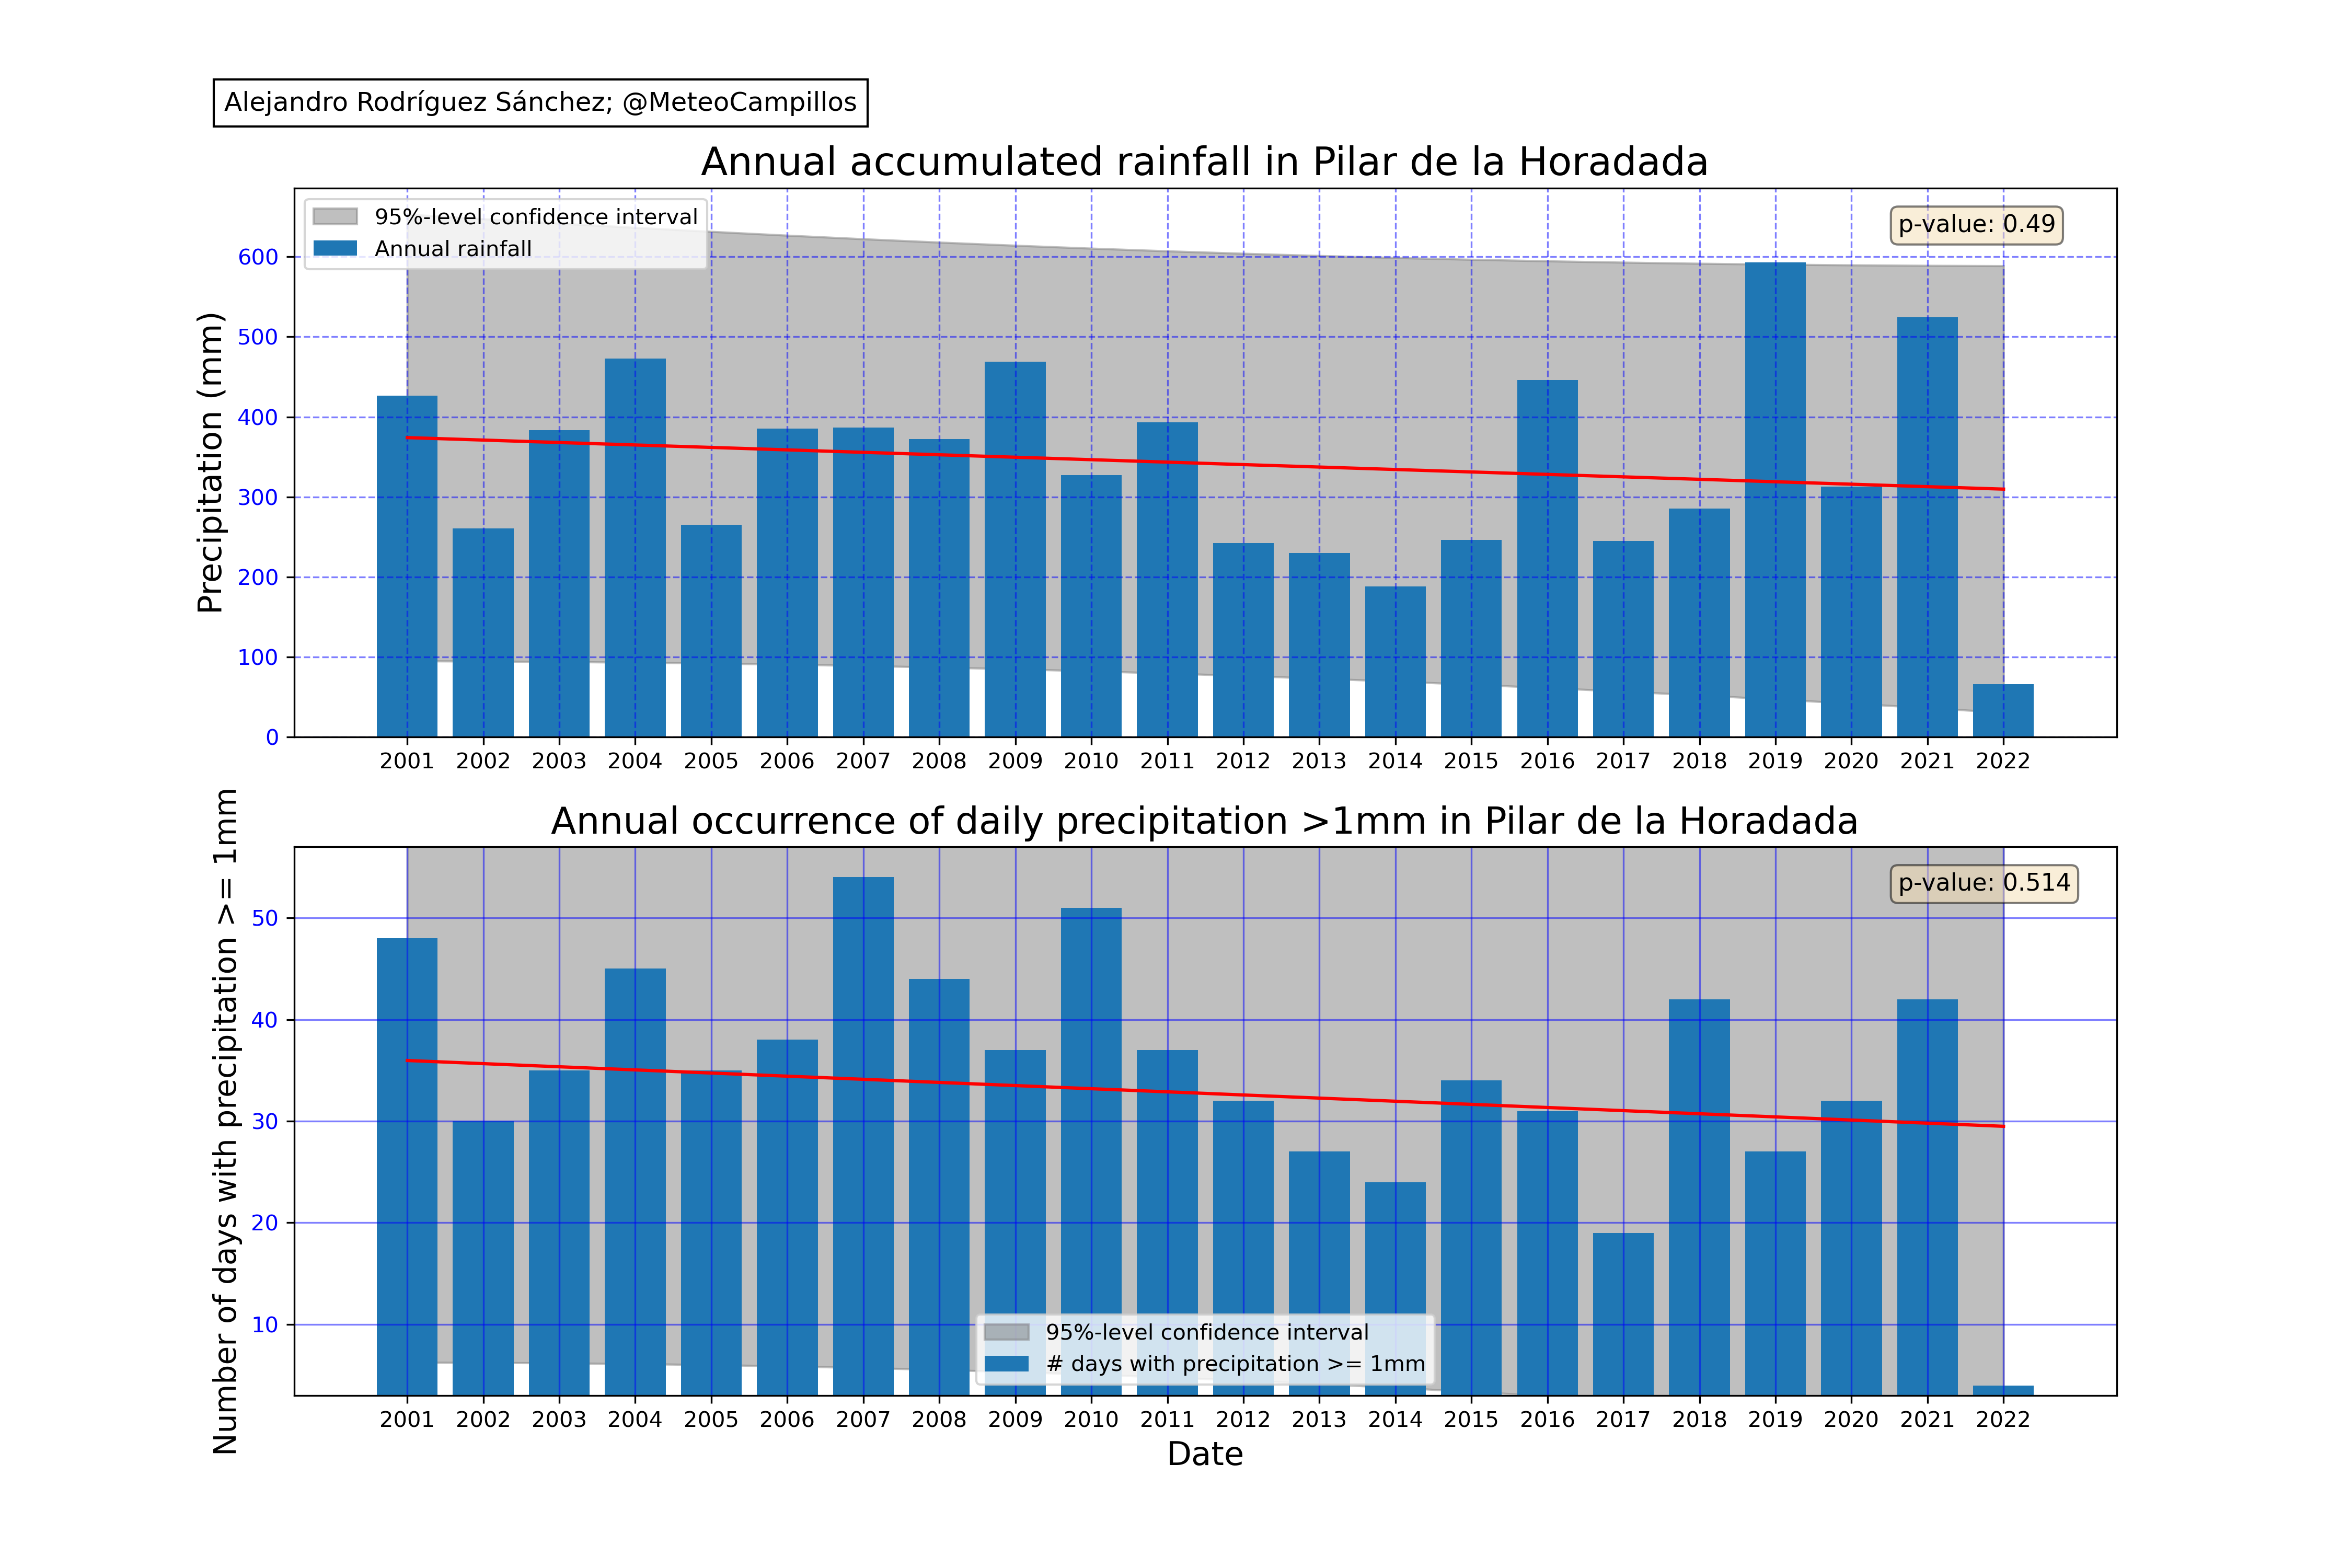 Alejandro Rodríguez Sánchez; @MeteoCampillos
Annual accumulated rainfall in Pilar de la Horadada
95%-level confidence interval
Annual rainfall
p-value: 0.49
Precipitation (mm)
600
500
400
300
200
100
0
2001 2002 2003 2004 2005 2006 2007 2008 2009 2010 2011 2012 2013 2014 2015 2016 2017 2018 2019 2020 2021 2022
Annual occurrence of daily precipitation >1mm in Pilar de la Horadada
p-value: 0.514
Number of days with precipitation >= 1mm
50
40
30
20
10
95%-level confidence interval
# days with precipitation >= 1mm
2001 2002 2003 2004 2005 2006 2007 2008 2009 2010 2011 2012 2013 2014 2015 2016 2017 2018 2019 2020 2021 2022
Date